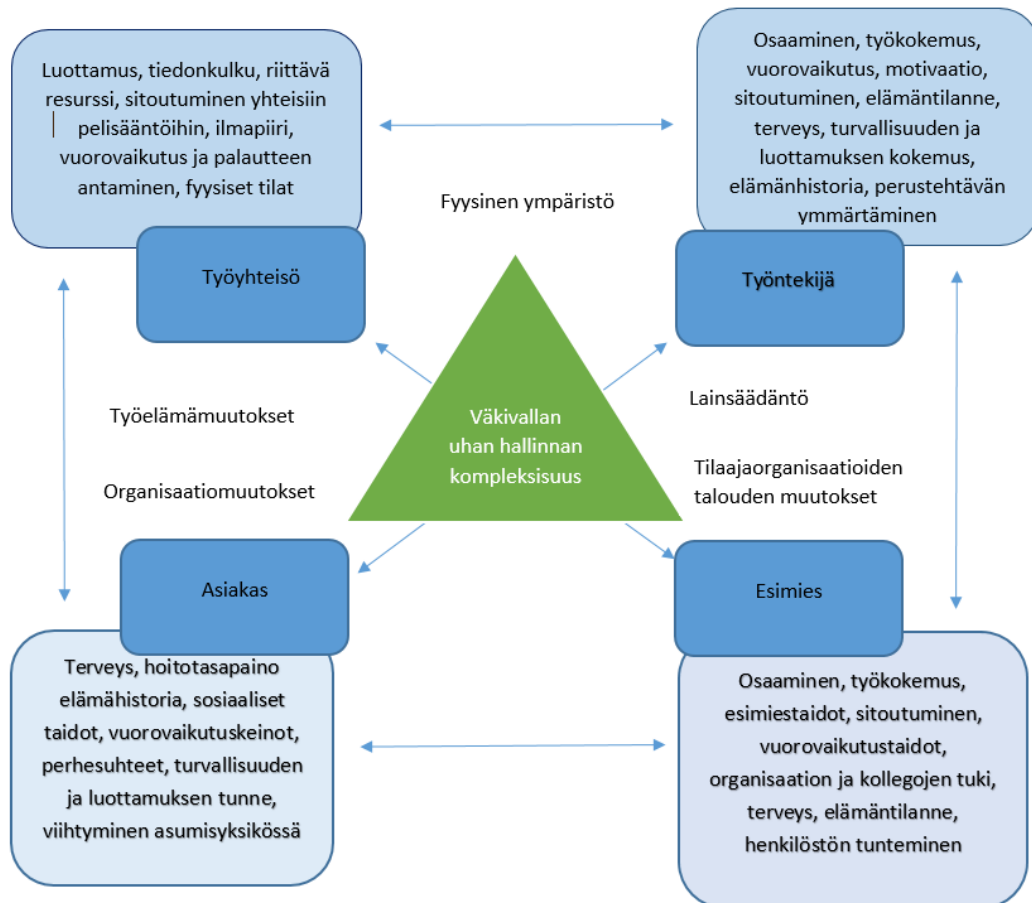 Luottamus, tiedonkulku, riittävä
resurssi, sitoutuminen yhteisiin
pelisääntöihin, ilmapiiri,
vuorovaikutus ja palautteen
antaminen, fyysiset tilat
Työyhteisö
Osaaminen, työkokemus,
vuorovaikutus, motivaatio,
sitoutuminen, elämäntilanne,
terveys, turvallisuuden ja
luottamuksen kokemus,
elämänhistoria, perustehtävän
ymmärtäminen
Työntekijä
Fyysinen ympäristö
Työelämämuutokset
Organisaatiomuutokset
Väkivallan
uhan hallinnan
kompleksisuus
Lainsäädäntö
Tilaajaorganisaatioiden
talouden muutokset
Asiakas
Terveys, hoitotasapaino
elämähistoria, sosiaaliset
taidot, vuorovaikutuskeinot,
perhesuhteet, turvallisuuden
ja luottamuksen tunne,
viihtyminen asumisyksikössä
Esimies
Osaaminen, työkokemus,
esimiestaidot, sitoutuminen,
vuorovaikutustaidot,
organisaation ja kollegojen tuki,
terveys, elämäntilanne,
henkilöstön tunteminen